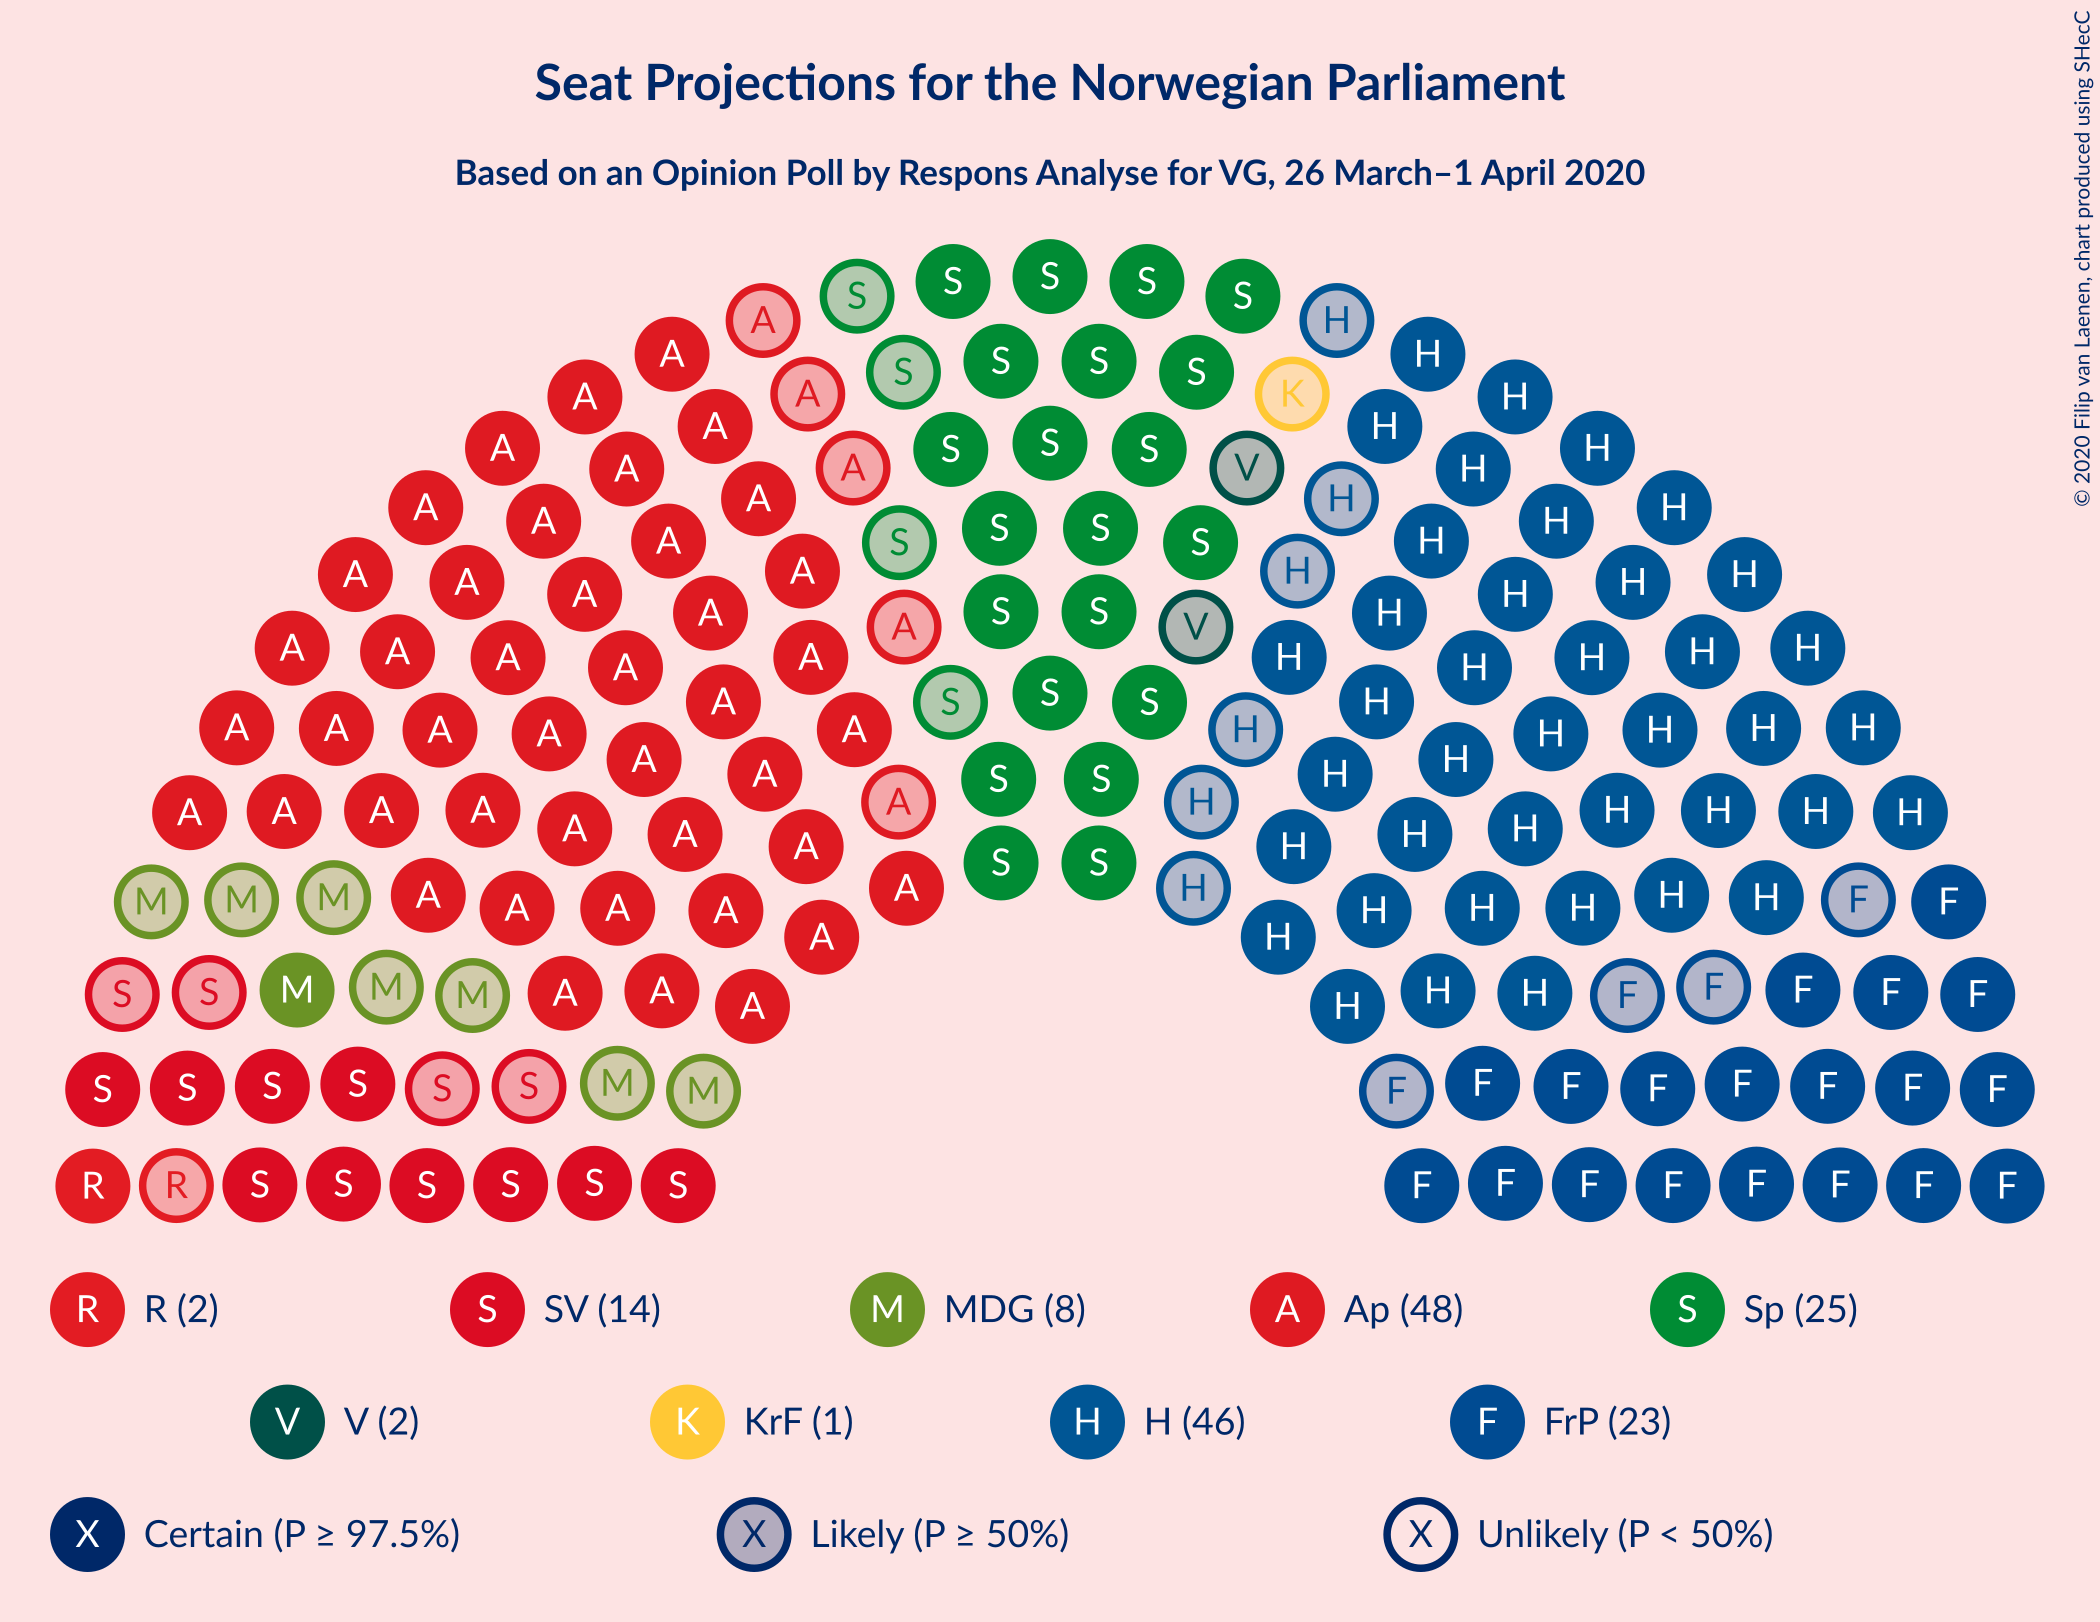 Seat Projections for the Norwegian Parliament
Based on an Opinion Poll by Respons Analyse for VG, 26 March–1 April 2020
© 2020 Filip van Laenen, chart produced using SHecC
S S S S S
A H
A S S S S H
A A K H
A H
A A A S S S V H H
A A A H H H
A S S S S H
A A A A H H H H
A A S S V H
A A A A A H H H H H
A S S S H
A A A A A H H H H H
A A S S H H
A A A A A A A H H H H H H H
A S S H
M M M A A A A A H H H H H H F F
A H
S S M M M A A A H H H F F F F F
S S S S S S M M F F F F F F F F
R R S S S S S S F F F F F F F F
R R (2) S SV (14) M MDG (8) A Ap (48) S Sp (25)
V V (2) K KrF (1) H H (46) F FrP (23)
X Certain (P ≥ 97.5%) X Likely (P ≥ 50%) X Unlikely (P < 50%)